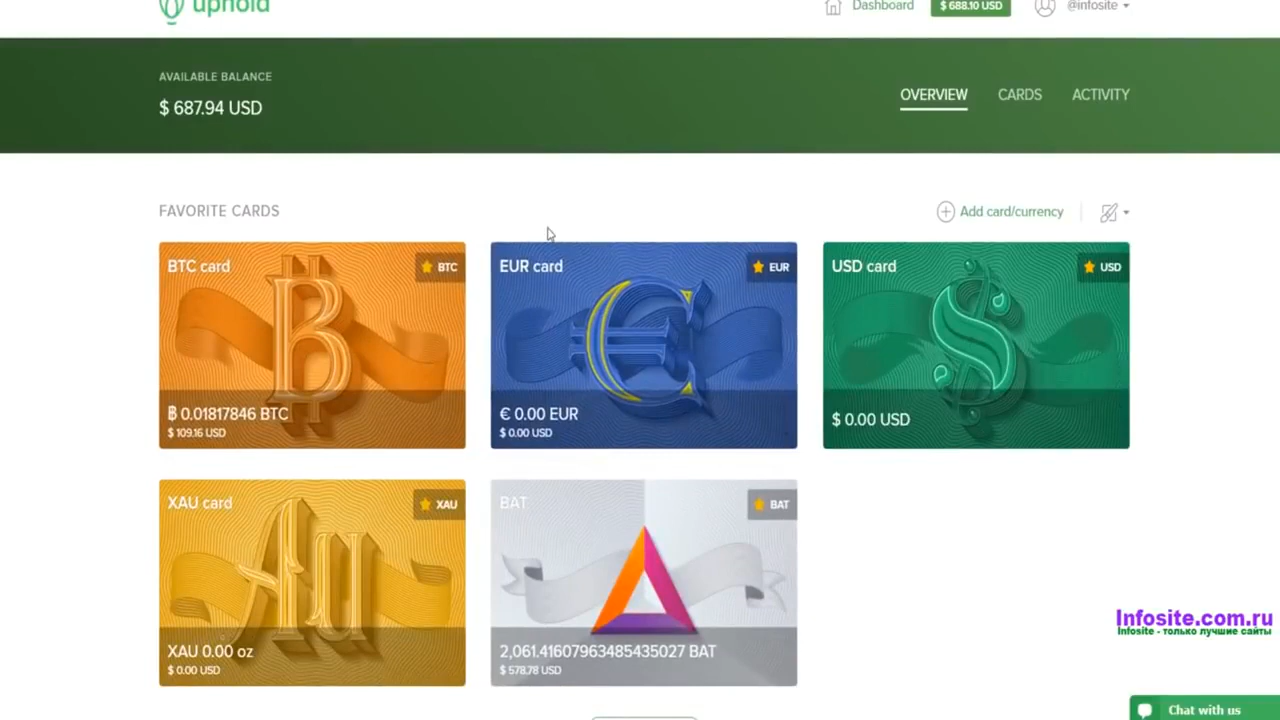 uphold
Dashboard
$ 688.10 USD
@infosite
AVAILABLE BALANCE
$ 687.94 USD
OVERVIEW
CARDS
ACTIVITY
FAVORITE CARDS
Add card/currency
BTC card
BTC
฿ 0.01817846 BTC
$ 109.16 USD
EUR card
EUR
€ 0.00 EUR
$ 0.00 USD
USD card
USD
$ 0.00 USD
XAU card
XAU
XAU 0.00 oz
$ 0.00 USD
BAT
BAT
2,061.41607963485435027 BAT
$ 578.78 USD
Infosite.com.ru
Infosite - только лучшие сайты
Chat with us